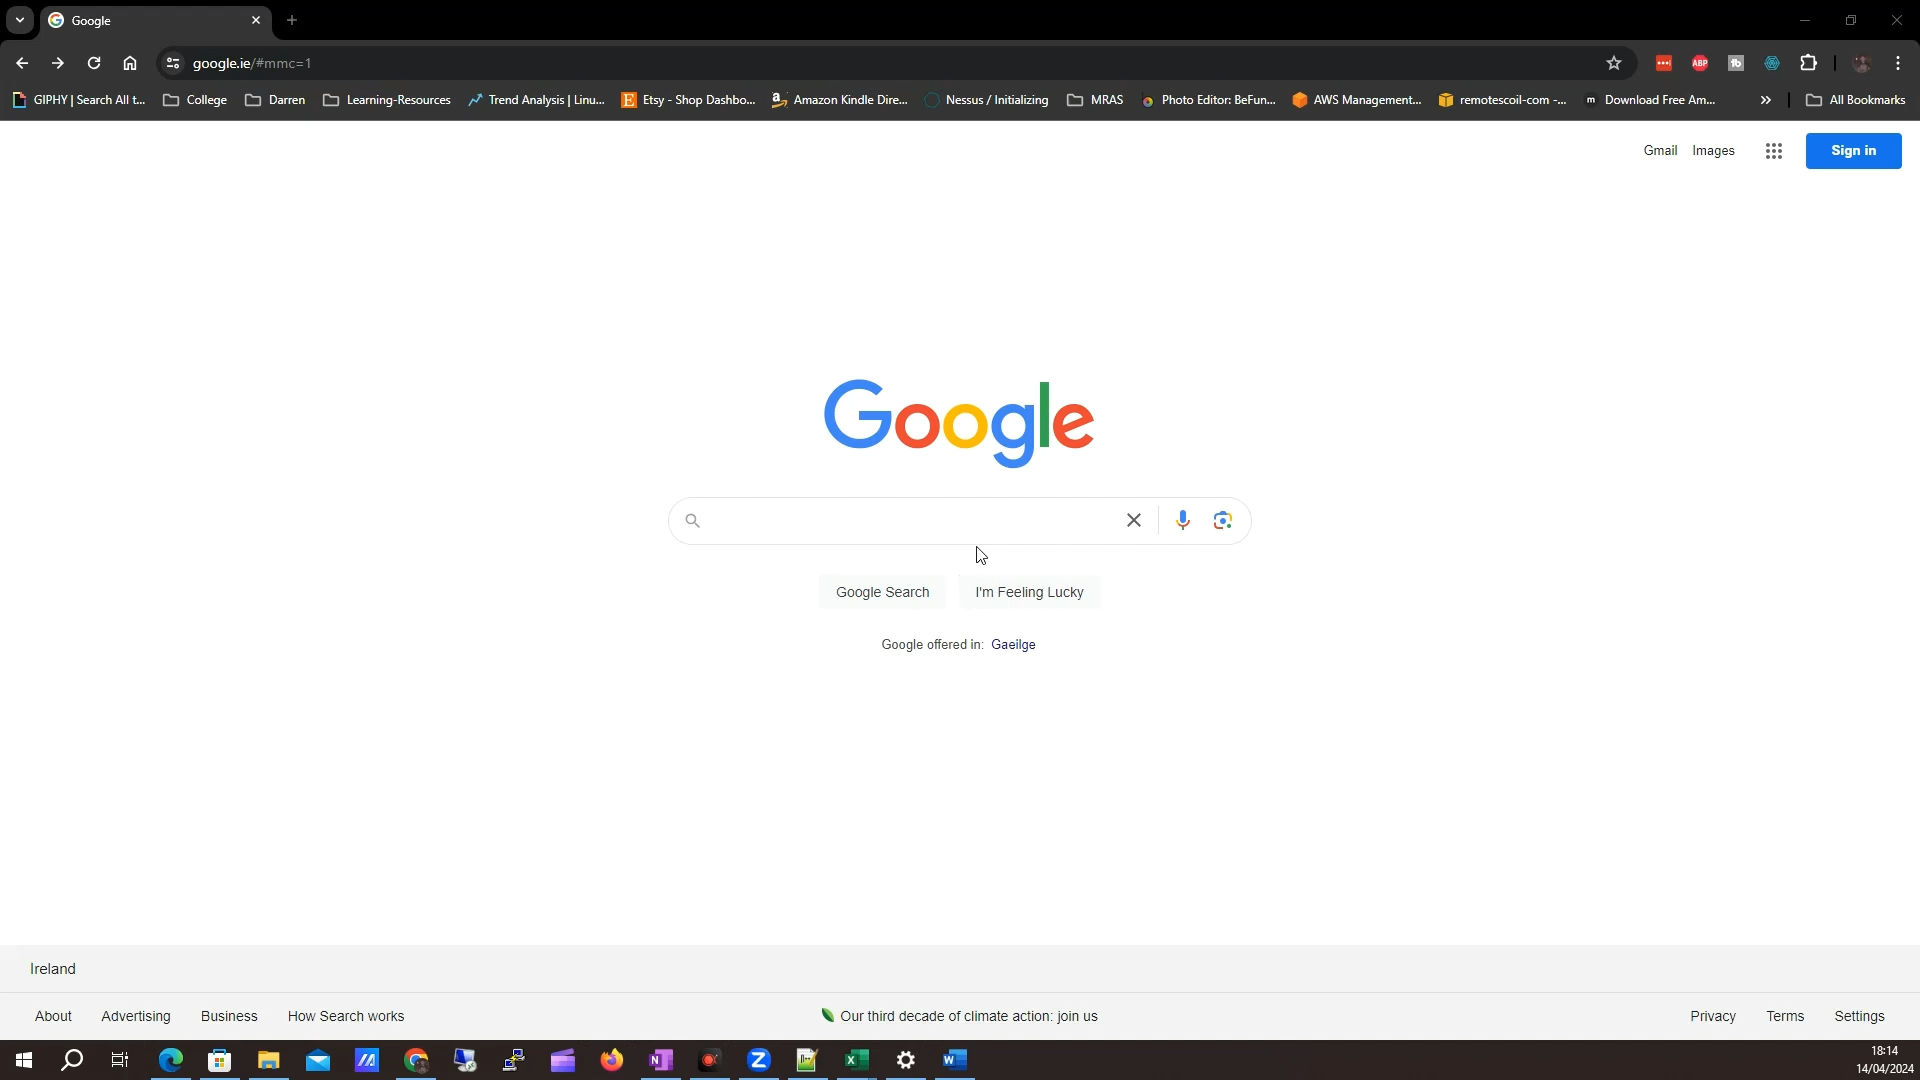 Google
google.ie/#mmc=1
ABP
fb
GIPHY | Search All t... College Darren Learning-Resources Trend Analysis | Linu... Etsy - Shop Dashbo... Amazon Kindle Dire... Nessus / Initializing MRAS Photo Editor: BeFun... AWS Management... remotescoil-com -... Download Free Am... » All Bookmarks
Gmail Images Sign in
Google
Google Search I'm Feeling Lucky
Google offered in: Gaeilge
Ireland
About Advertising Business How Search works Our third decade of climate action: join us Privacy Terms Settings
18:14
14/04/2024